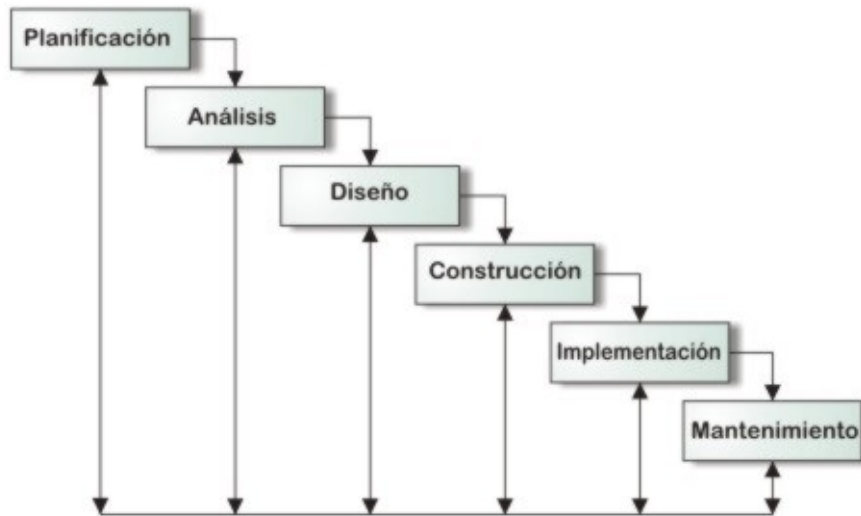 Planificación
Análisis
Diseño
Construcción
Implementación
Mantenimiento